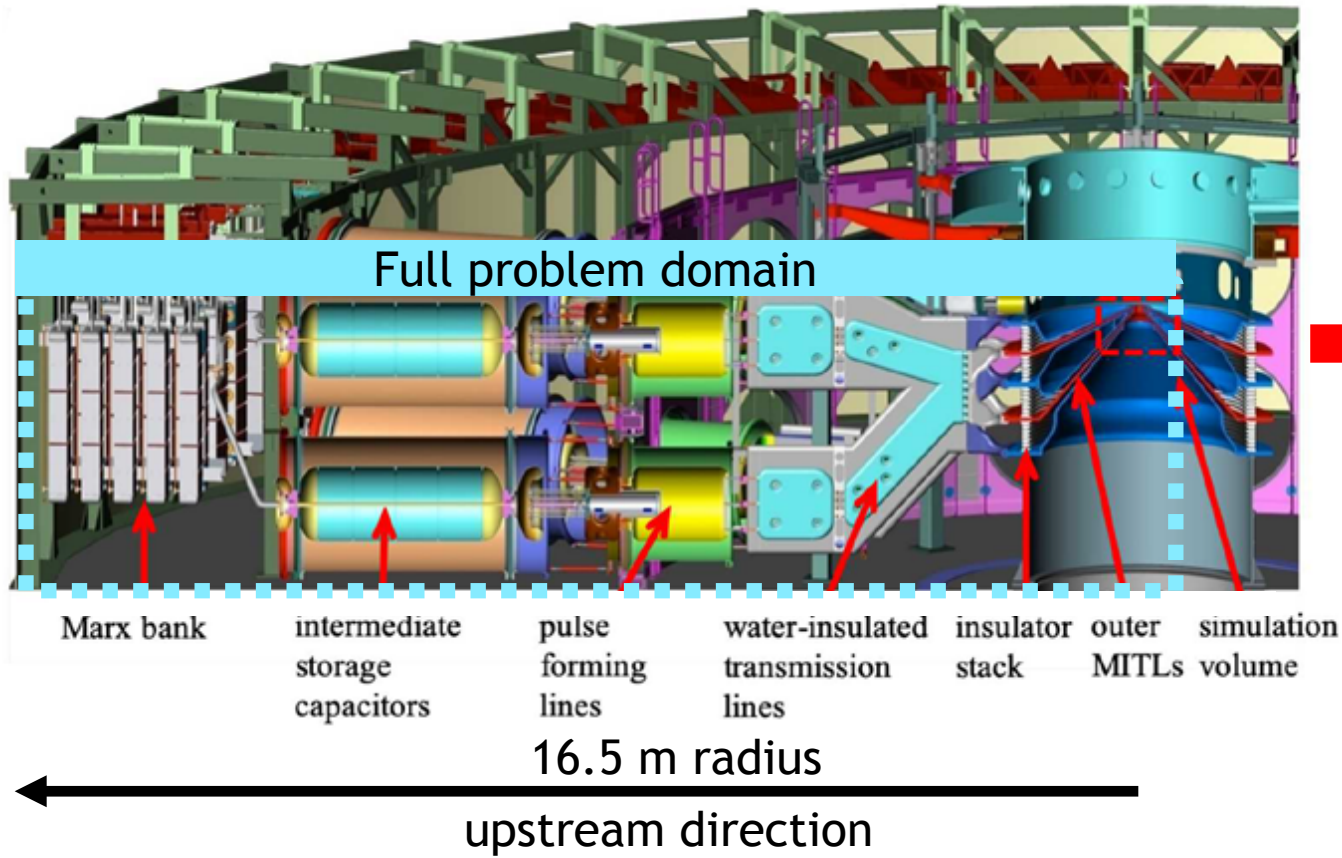 Full problem domain
Marx bank
intermediate
storage
capacitors
pulse
forming
lines
water-insulated
transmission
lines
insulator
stack
outer
MITLs
simulation
volume
16.5 m radius
upstream direction